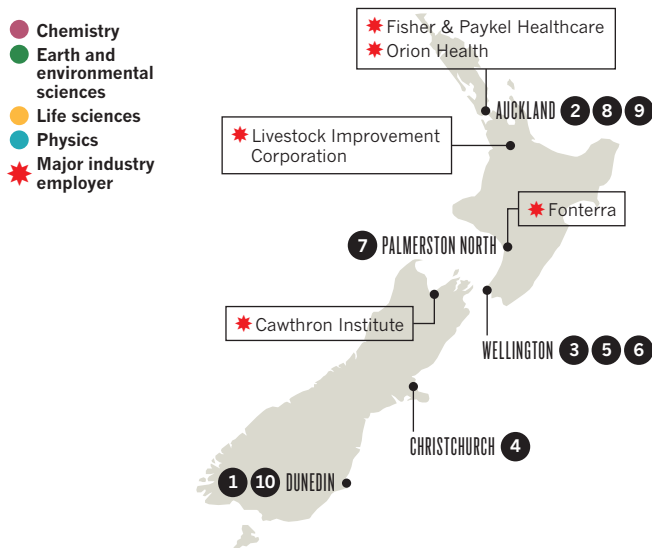 Chemistry
Earth and
environmental
sciences
Life sciences
Physics
Major industry
employer
Fisher & Paykel Healthcare
Orion Health
AUCKLAND 2 8 9
Livestock Improvement
Corporation
Fonterra
7 PALMERSTON NORTH
Cawthron Institute
WELLINGTON 3 5 6
CHRISTCHURCH 4
1 10 DUNEDIN